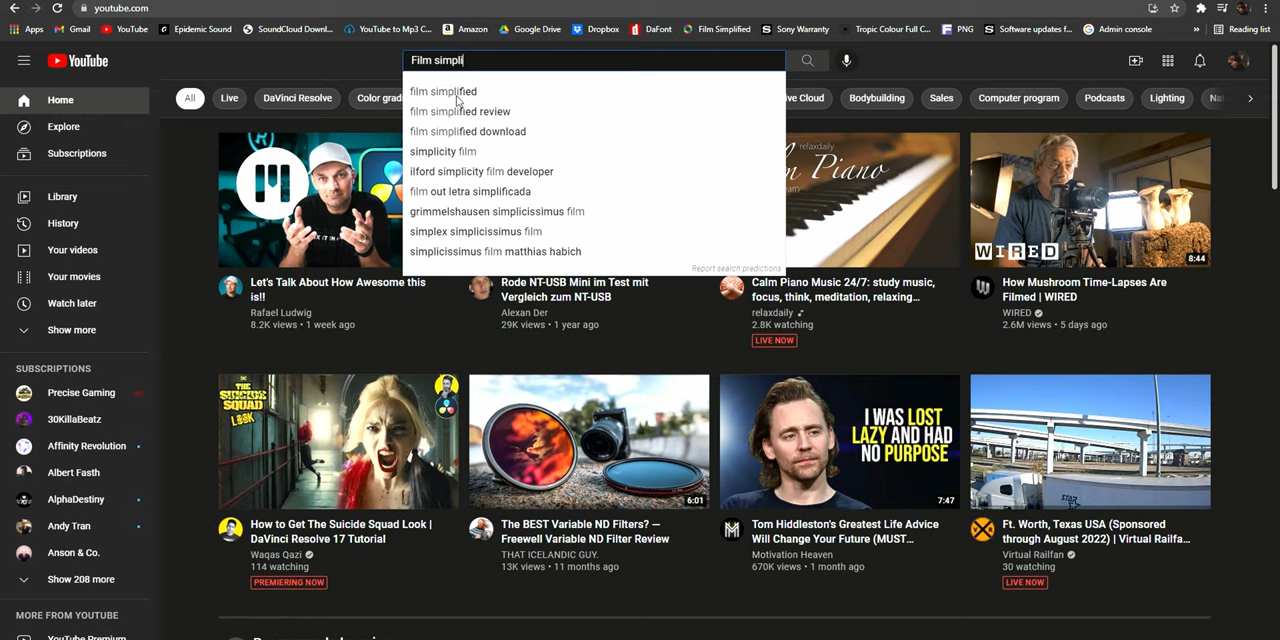 youtube.com
Apps
Gmail
YouTube
Epidemic Sound
SoundCloud Downl...
YouTube to Mp3 C...
Amazon
Google Drive
Dropbox
DaFont
Film Simplified
Sony Warranty
Tropic Colour Full C...
PNG
Software updates f...
Admin console
»
Reading list
YouTube
Film simpli
film simplified
film simplified review
film simplified download
simplicity film
ilford simplicity film developer
film out letra simplificada
grimmelshausen simplicissimus film
simplex simplicissimus film
simplicissimus film matthias habich
Report search predictions
All
Live
DaVinci Resolve
Color gradi
ve Cloud
Bodybuilding
Sales
Computer program
Podcasts
Lighting
Home
Explore
Subscriptions
Library
History
Your videos
Your movies
Watch later
Show more
SUBSCRIPTIONS
Precise Gaming
30KillaBeatz
Affinity Revolution
Albert Fasth
AlphaDestiny
Andy Tran
Anson & Co.
Show 208 more
MORE FROM YOUTUBE
YouTube Premium
Let's Talk About How Awesome this
is!!
Rafael Ludwig
8.2K views • 1 week ago
Rode NT-USB Mini im Test mit
Vergleich zum NT-USB
Alexan Der
29K views • 1 year ago
relaxdaily
Piano
Calm Piano Music 24/7: study music,
focus, think, meditation, relaxing...
relaxdaily
2.8K watching
LIVE NOW
WIRED
8:44
How Mushroom Time-Lapses Are
Filmed | WIRED
WIRED
2.6M views • 5 days ago
THE
SUICIDE
SQUAD
LOOK
How to Get The Suicide Squad Look |
DaVinci Resolve 17 Tutorial
Waqas Qazi
114 watching
PREMIERING NOW
6:01
The BEST Variable ND Filters? —
Freewell Variable ND Filter Review
THAT ICELANDIC GUY.
13K views • 11 months ago
I WAS LOST
LAZY AND HAD
NO PURPOSE
7:47
Tom Hiddleston's Greatest Life Advice
Will Change Your Future (MUST...
Motivation Heaven
670K views • 1 month ago
Ft. Worth, Texas USA (Sponsored
through August 2022) | Virtual Railfa...
Virtual Railfan
30 watching
LIVE NOW